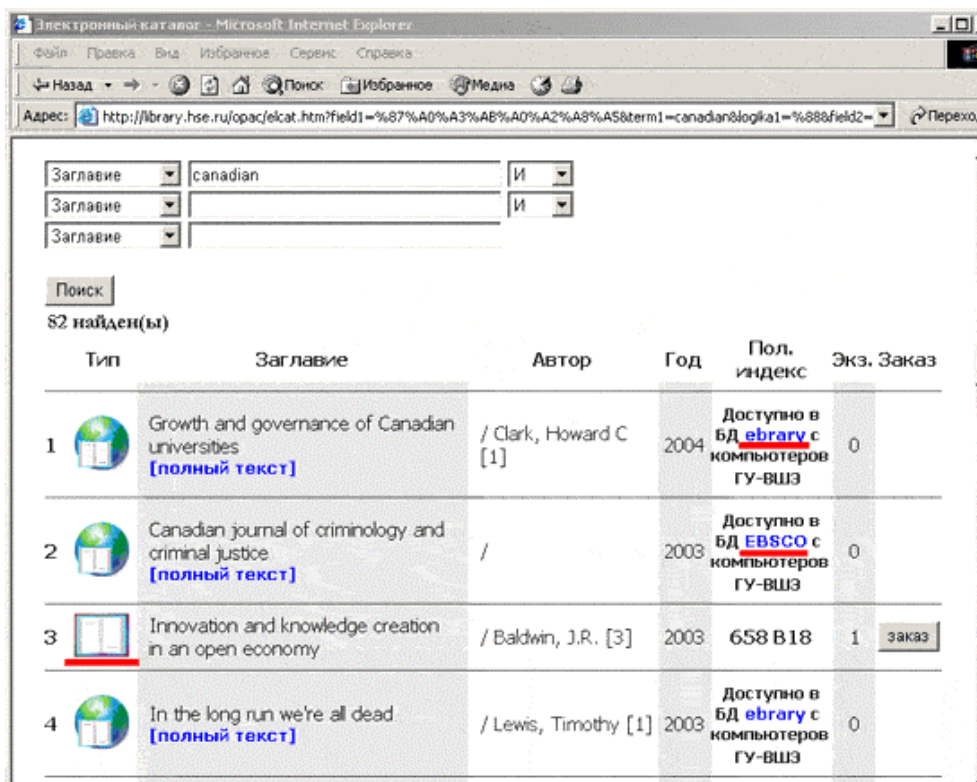 Электронный каталог - Microsoft Internet Explorer
Файл Правка Вид Избранное Сервис Справка
Назад Поиск Избранное Медиа
Адрес: http://library.hse.ru/opac/elcat.htm?field1=%87%A0%A3%AB%A0%A2%A8%A5&term1=canadian&logika1=%88&field2= Перехо
Заглавие canadian И
Заглавие И
Заглавие
Поиск
82 найден(ы)
Тип Заглавие Автор Год Пол. индекс Экз. Заказ
1 Growth and governance of Canadian
universities
[полный текст]
/ Clark, Howard C
[1]
2004
Доступно в
БД ebrary с
компьютеров
ГУ-ВШЭ
0
2 Canadian journal of criminology and
criminal justice
[полный текст]
/
2003
Доступно в
БД EBSCO с
компьютеров
ГУ-ВШЭ
0
3 Innovation and knowledge creation
in an open economy
/ Baldwin, J.R. [3]
2003
658 B18
1
заказ
4 In the long run we're all dead
[полный текст]
/ Lewis, Timothy [1]
2003
Доступно в
БД ebrary с
компьютеров
ГУ-ВШЭ
0